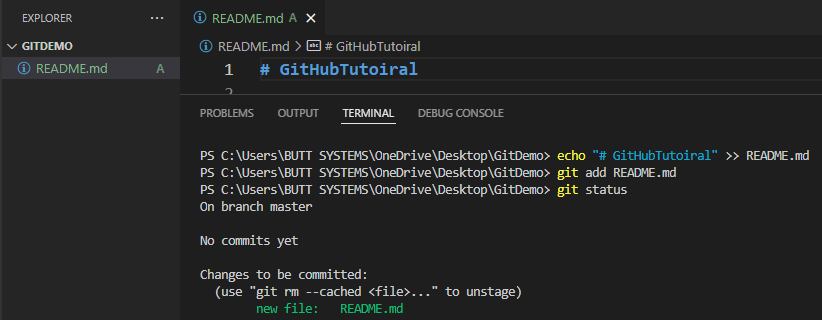 EXPLORER ···
GITDEMO
README.md A
README.md A
README.md > # GitHubTutoiral
1 # GitHubTutoiral
2
PROBLEMS OUTPUT TERMINAL DEBUG CONSOLE
PS C:\Users\BUTT SYSTEMS\OneDrive\Desktop\GitDemo> echo "# GitHubTutoiral" >> README.md
PS C:\Users\BUTT SYSTEMS\OneDrive\Desktop\GitDemo> git add README.md
PS C:\Users\BUTT SYSTEMS\OneDrive\Desktop\GitDemo> git status
On branch master
No commits yet
Changes to be committed:
(use "git rm --cached <file>..." to unstage)
new file: README.md